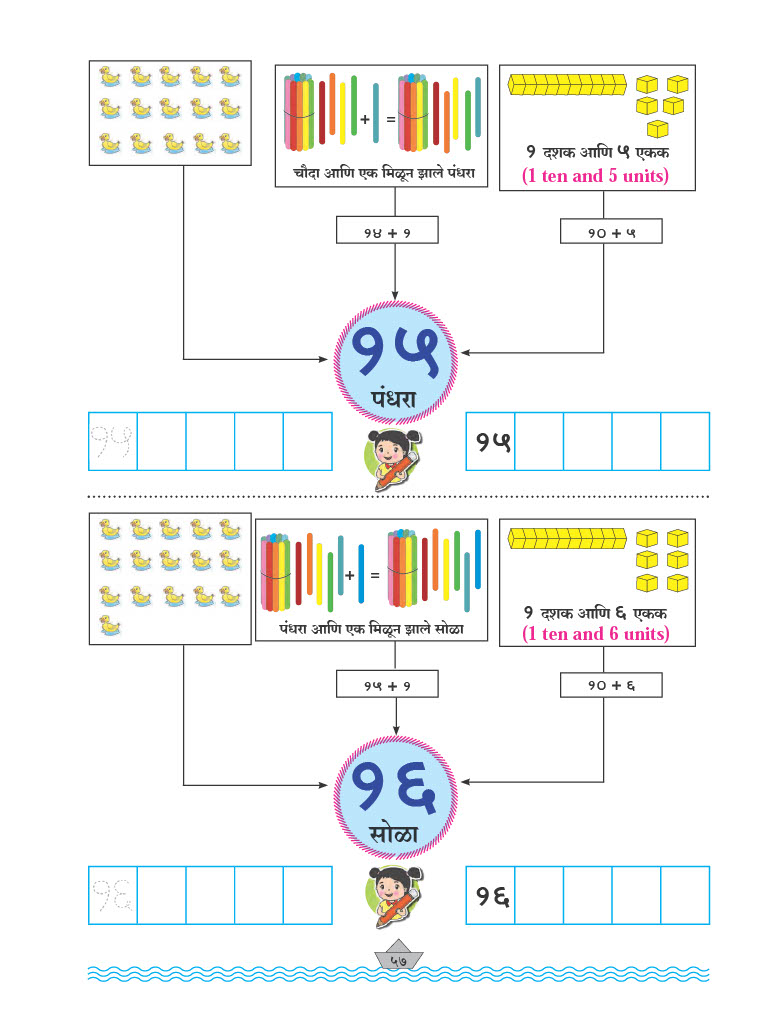 + =
चौदा आणि एक मिळून झाले पंधरा
१ दशक आणि ५ एकक
(1 ten and 5 units)
१४ + १
१० + ५
१५
पंधरा
१५
१५
+ =
पंधरा आणि एक मिळून झाले सोळा
१ दशक आणि ६ एकक
(1 ten and 6 units)
१५ + १
१० + ६
१६
सोळा
१६
१६
५७